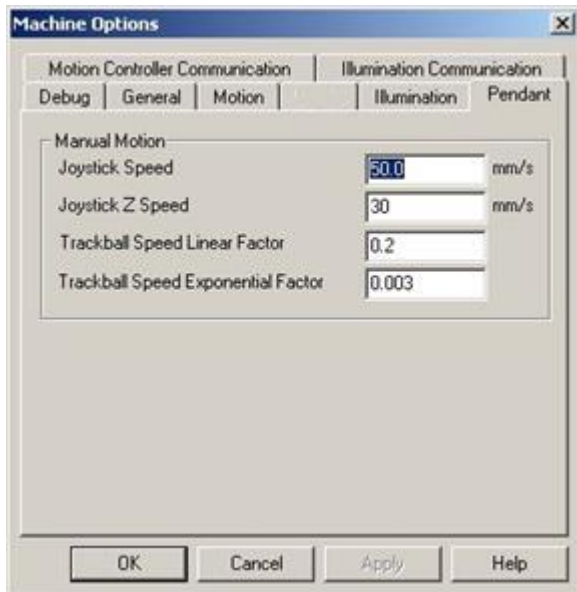 Machine Options
Motion Controller Communication Illumination Communication
Debug General Motion Illumination Pendant
Manual Motion
Joystick Speed 50.0 mm/s
Joystick Z Speed 30 mm/s
Trackball Speed Linear Factor 0.2
Trackball Speed Exponential Factor 0.003
OK Cancel Apply Help